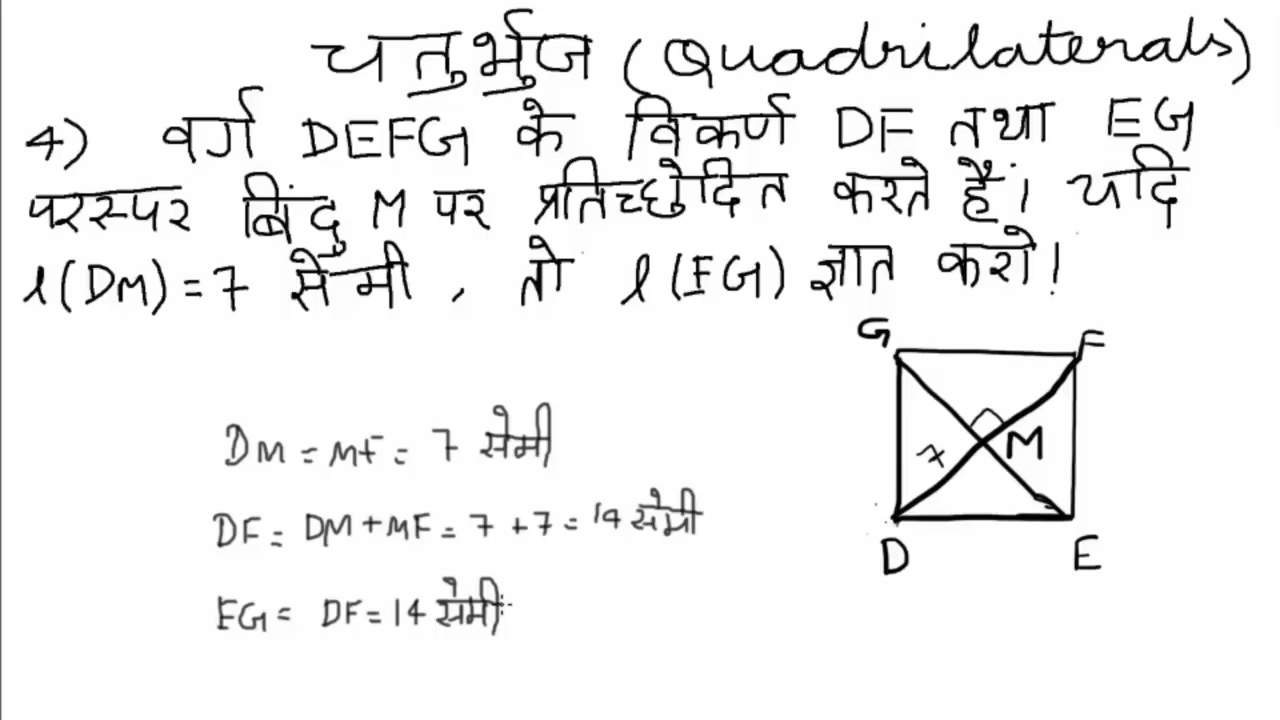 चतुर्भुज (Quadrilaterals)
4) वर्ग DEFG के विकर्ण DF तथा EG
परस्पर बिंदु M पर प्रतिच्छेदित करते हैं। यदि
l(DM) = 7 सेमी, तो l(EG) ज्ञात करो।
G
F
7
M
D
E
DM = MF = 7 सेमी
DF = DM + MF = 7 + 7 = 14 सेमी
EG = DF = 14 सेमी